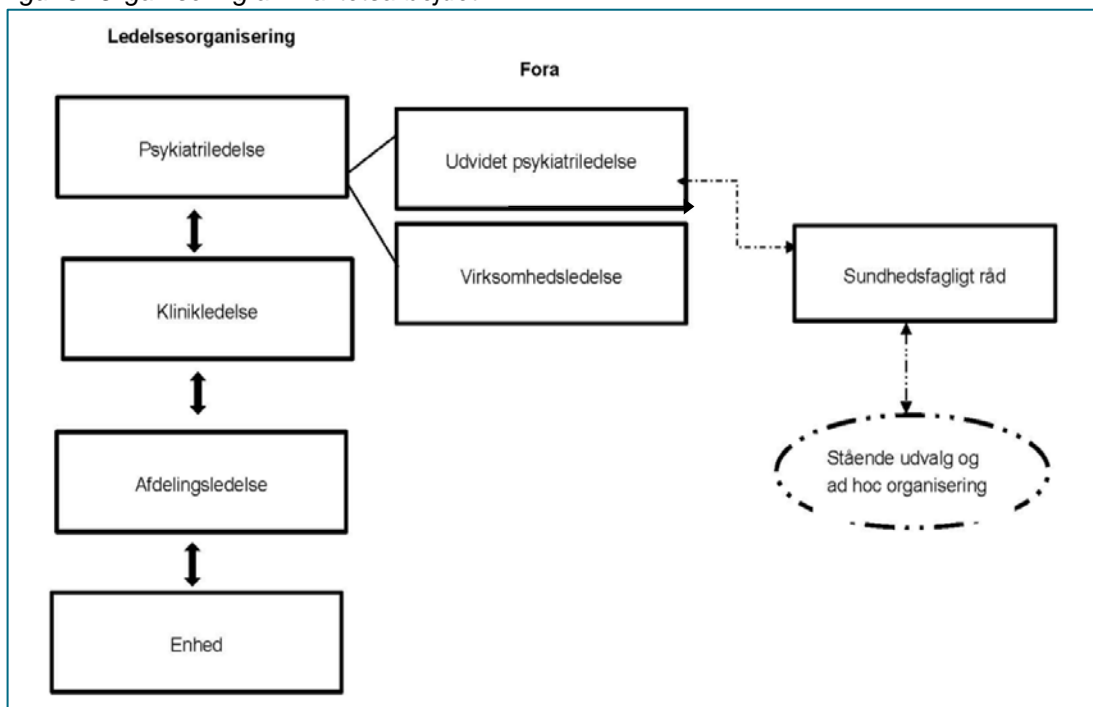 Ledelsesorganisering
Fora
Psykiatriledelse
Udvidet psykiatriledelse
Virksomhedsledelse
Klinikledelse
Sundhedsfagligt råd
Afdelingsledelse
Stående udvalg og
ad hoc organisering
Enhed